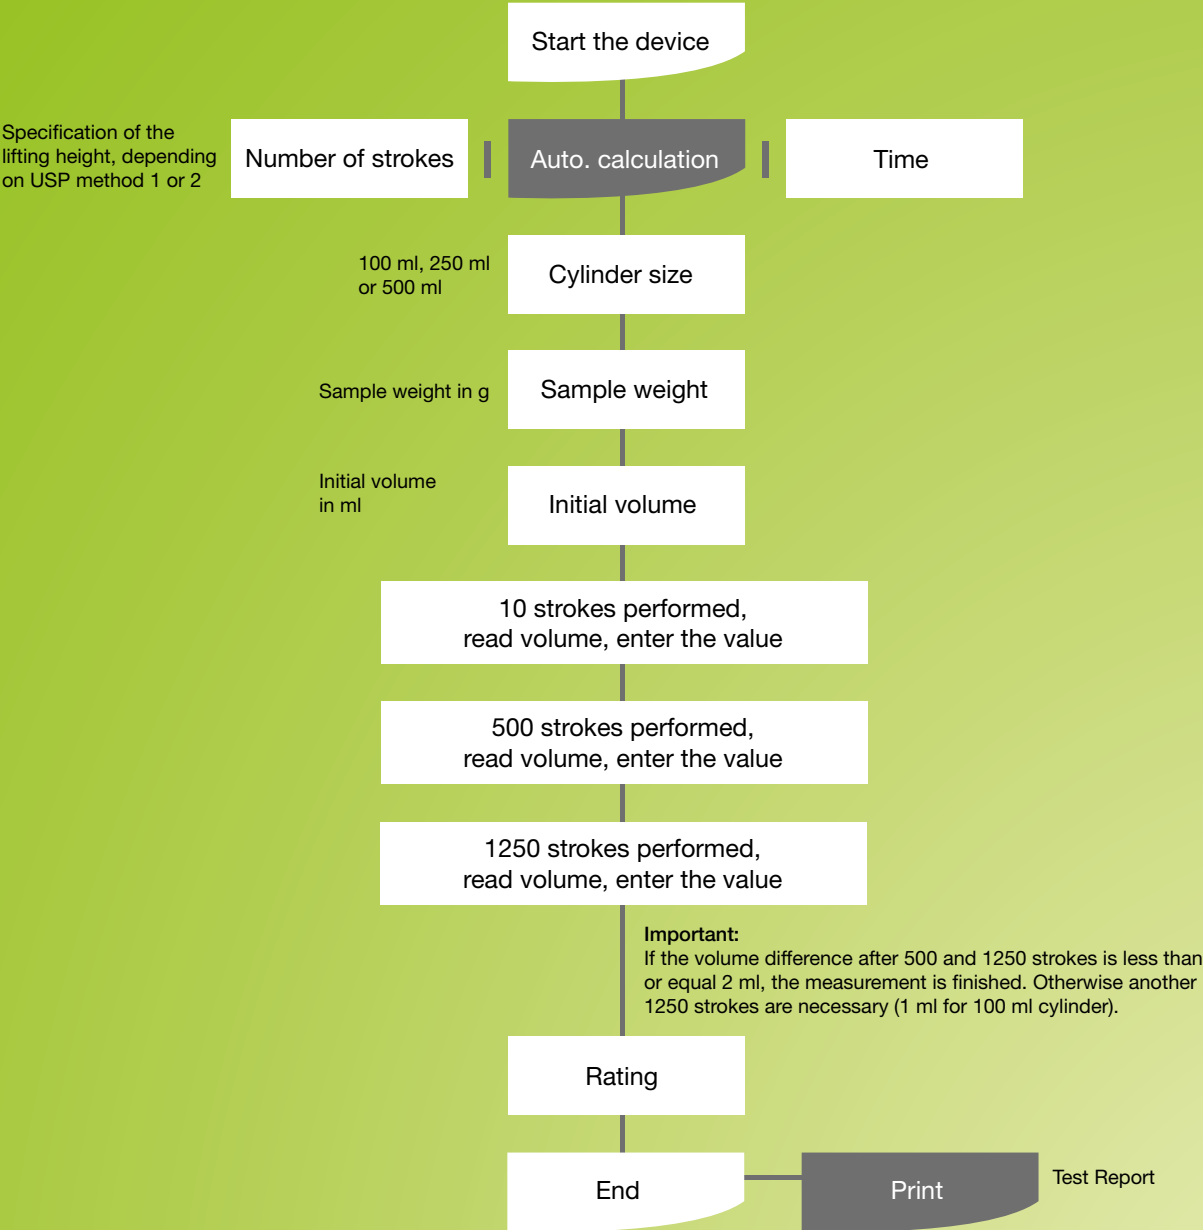 Start the device
Specification of the
lifting height, depending
on USP method 1 or 2
Number of strokes
Auto. calculation
Time
100 ml, 250 ml
or 500 ml
Cylinder size
Sample weight in g
Sample weight
Initial volume
in ml
Initial volume
10 strokes performed,
read volume, enter the value
500 strokes performed,
read volume, enter the value
1250 strokes performed,
read volume, enter the value
Important:
If the volume difference after 500 and 1250 strokes is less than
or equal 2 ml, the measurement is finished. Otherwise another
1250 strokes are necessary (1 ml for 100 ml cylinder).
Rating
End
Print
Test Report